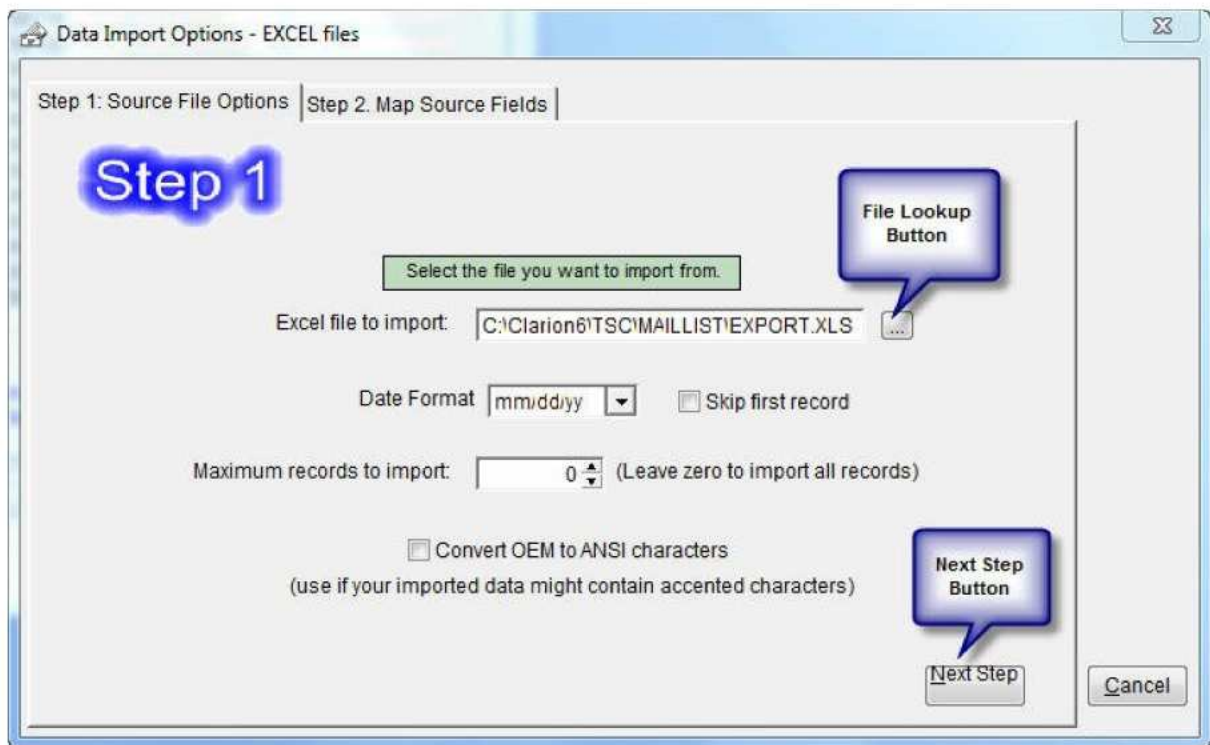 Data Import Options - EXCEL files
Step 1: Source File Options
Step 2. Map Source Fields
Step 1
File Lookup
Button
Select the file you want to import from.
Excel file to import: C:\Clarion6\TSC\MAILLIST\EXPORT.XLS ...
Date Format mm/dd/yy Skip first record
Maximum records to import: 0 (Leave zero to import all records)
Convert OEM to ANSI characters
(use if your imported data might contain accented characters)
Next Step
Button
Next Step
Cancel